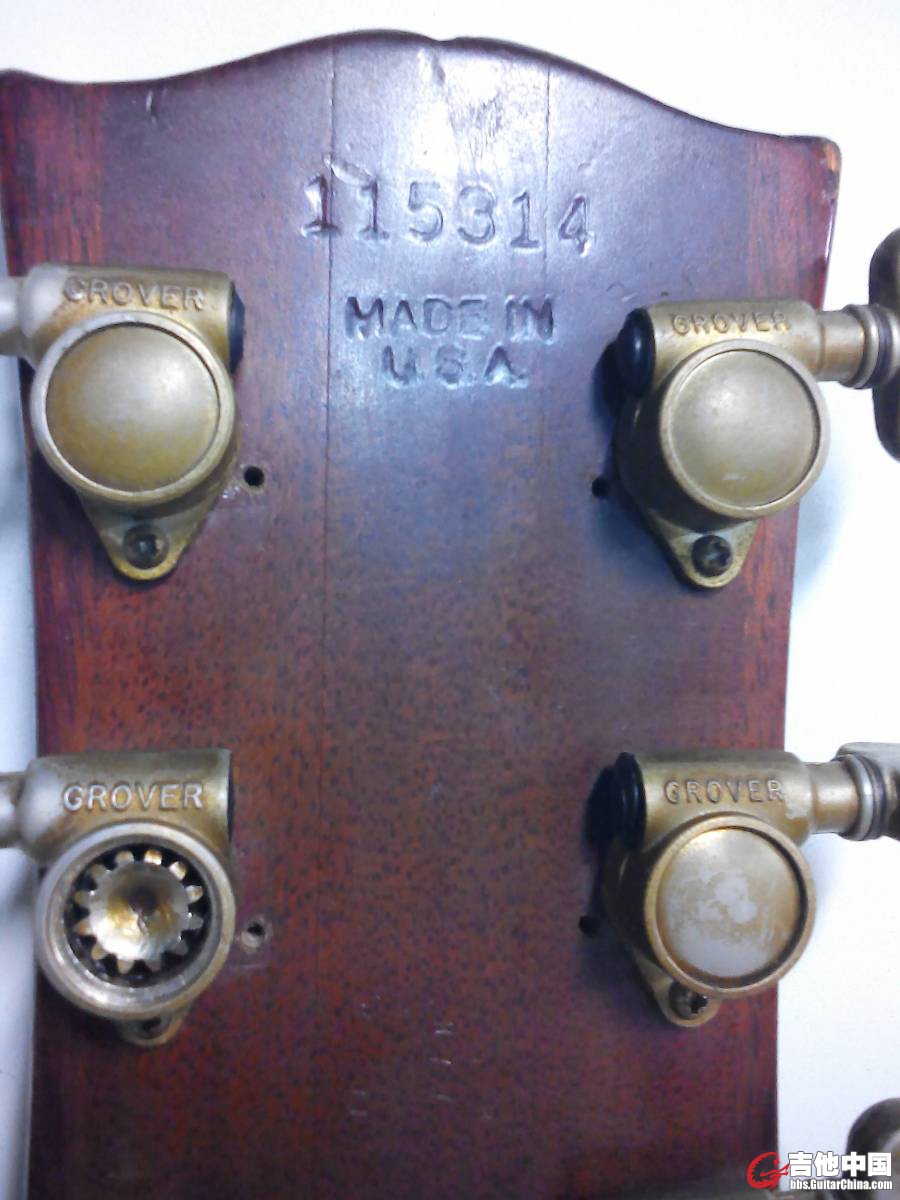 115314
MADE IN
U.S.A
GROVER
GROVER
GROVER
GROVER
吉他中国
bbs.GuitarChina.com